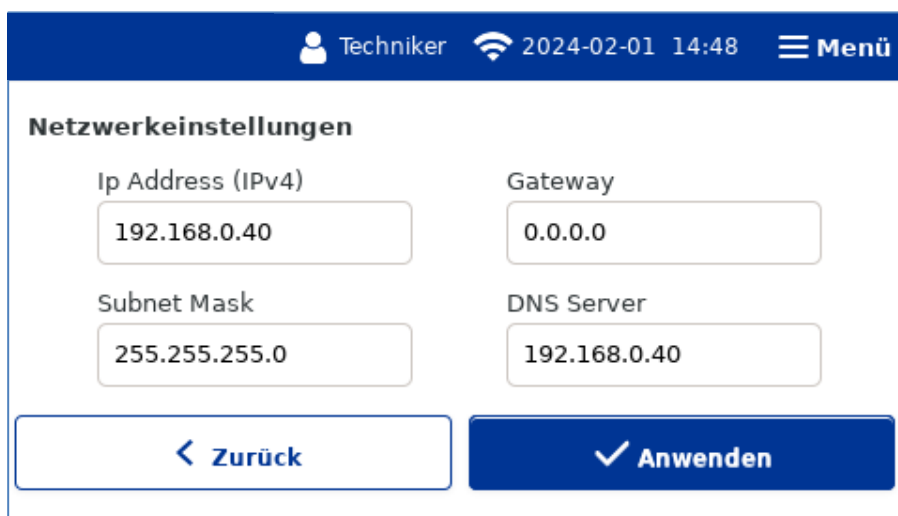 Techniker 2024-02-01 14:48 Menü
Netzwerkeinstellungen
Ip Address (IPv4) Gateway
192.168.0.40 0.0.0.0
Subnet Mask DNS Server
255.255.255.0 192.168.0.40
Zurück Anwenden